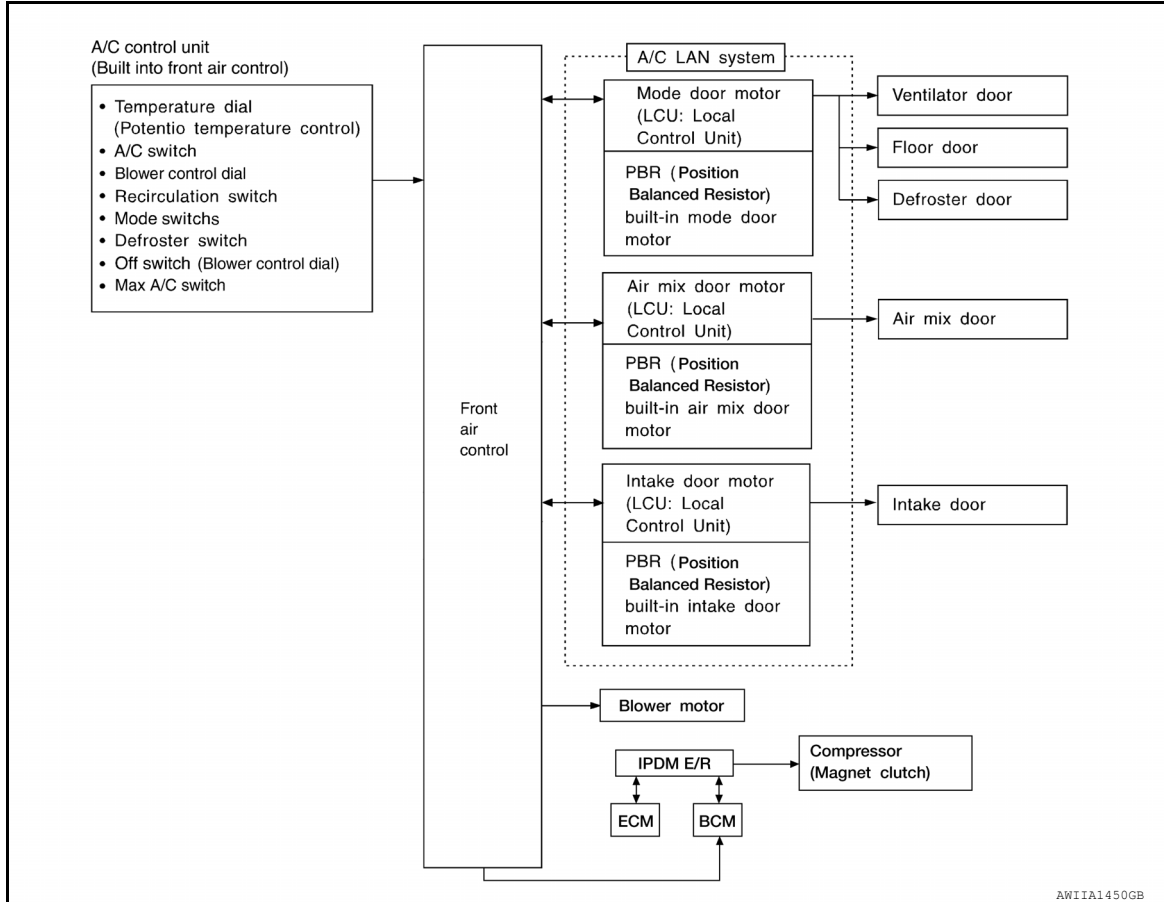 A/C control unit
(Built into front air control)
• Temperature dial
(Potentio temperature control)
• A/C switch
• Blower control dial
• Recirculation switch
• Mode switchs
• Defroster switch
• Off switch (Blower control dial)
• Max A/C switch
Front
air
control
A/C LAN system
Mode door motor
(LCU: Local
Control Unit)
PBR (Position
Balanced Resistor)
built-in mode door
motor
Ventilator door
Floor door
Defroster door
Air mix door motor
(LCU: Local
Control Unit)
PBR (Position
Balanced Resistor)
built-in air mix door
motor
Air mix door
Intake door motor
(LCU: Local
Control Unit)
PBR (Position
Balanced Resistor)
built-in intake door
motor
Intake door
Blower motor
IPDM E/R
Compressor
(Magnet clutch)
ECM
BCM
AWIIA1450GB